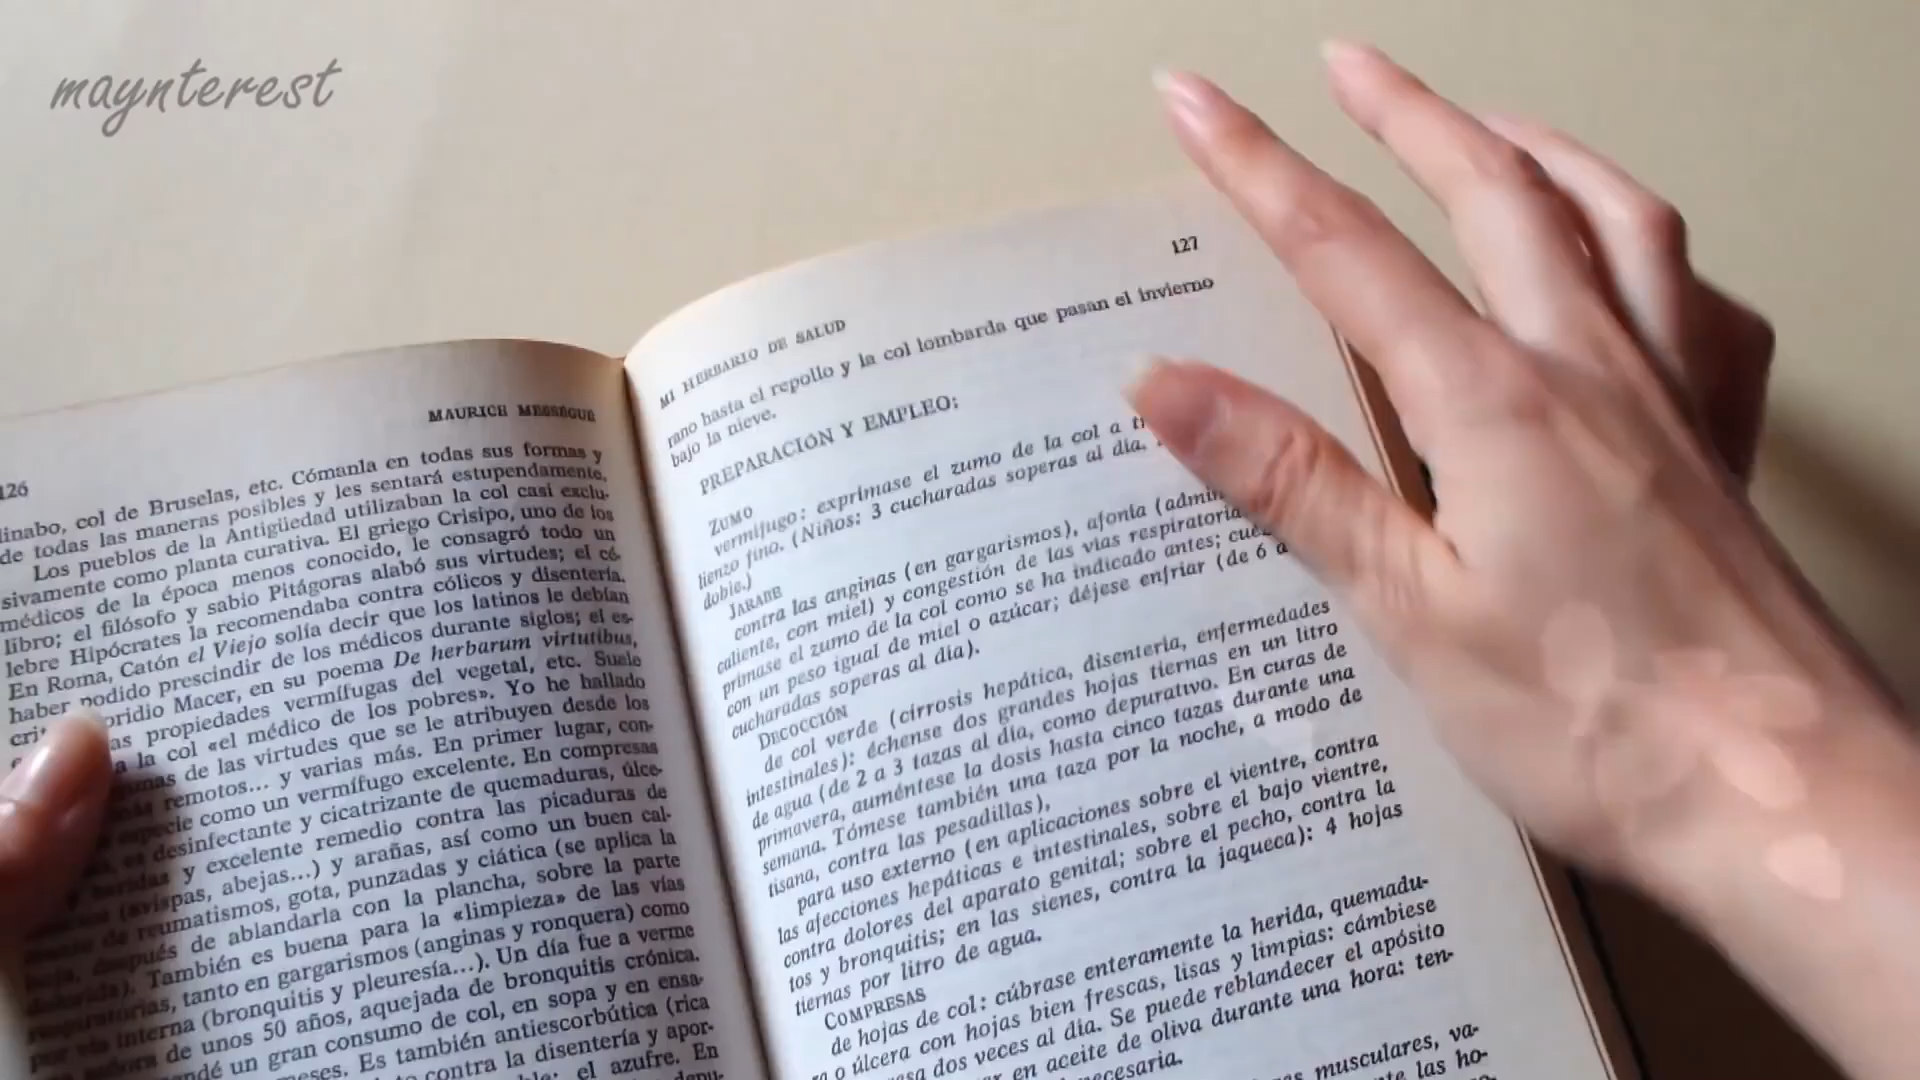 maynterest
126
MAURICE MESSEGUE
linabo, col de Bruselas, etc. Cómanla en todas sus formas y
de todas las maneras posibles y les sentará estupendamente.
Los pueblos de la Antigüedad utilizaban la col casi exclu-
sivamente como planta curativa. El griego Crisipo, uno de los
médicos de la época menos conocido, le consagró todo un
libro; el filósofo y sabio Pitágoras alabó sus virtudes; el cé-
lebre Hipócrates la recomendaba contra cólicos y disentería.
En Roma, Catón el Viejo solía decir que los latinos le debían
haber podido prescindir de los médicos durante siglos; el es-
crit oridio Macer, en su poema De herbarum virtutibus,
as propiedades vermífugas del vegetal, etc. Suele
a la col «el médico de los pobres». Yo he hallado
de las virtudes que se le atribuyen desde los
más remotos... y varias más. En primer lugar, con-
especie como un vermífugo excelente. En compresas
es desinfectante y cicatrizante de quemaduras, úlce-
heridas y excelente remedio contra las picaduras de
(avispas, abejas...) y arañas, así como un buen cal-
de reumatismos, gota, punzadas y ciática (se aplica la
hoja, después de ablandarla con la plancha, sobre la parte
dolorida). También es buena para la «limpieza» de las vías
respiratorias, tanto en gargarismos (anginas y ronquera) como
por vía interna (bronquitis y pleuresía...). Un día fue a verme
de unos 50 años, aquejada de bronquitis crónica.
un gran consumo de col, en sopa y en ensa-
meses. Es también antiescorbútica (rica
contra la disentería y apor-
el azufre. En
127
MI HERBARIO DE SALUD
rano hasta el repollo y la col lombarda que pasan el invierno
bajo la nieve.
PREPARACIÓN Y EMPLEO:
ZUMO
vermífugo: exprímase el zumo de la col a
lienzo fino. (Niños: 3 cucharadas soperas al día.
doble.)
JARABE
contra las anginas (en gargarismos), afonía
caliente, con miel) y congestión de las vías
prímase el zumo de la col como se ha indicado antes;
con un peso igual de miel o azúcar; déjese enfriar (de 6 a
cucharadas soperas al día).
DECOCCIÓN
de col verde (cirrosis hepática, disentería, enfermedades
intestinales): échense dos grandes hojas tiernas en un litro
de agua (de 2 a 3 tazas al día, como depurativo. En curas de
primavera, auméntese la dosis hasta cinco tazas durante una
semana. Tómese también una taza por la noche, a modo de
tisana, contra las pesadillas),
para uso externo (en aplicaciones sobre el vientre, contra
las afecciones hepáticas e intestinales, sobre el bajo vientre,
contra dolores del aparato genital; sobre el pecho, contra la
tos y bronquitis; en las sienes, contra la jaqueca): 4 hojas
tiernas por litro de agua.
COMPRESAS
de hojas de col: cúbrase enteramente la herida, quemadu-
ra o úlcera con hojas bien frescas, lisas y limpias: cámbiese
dos veces al día. Se puede reblandecer el apósito
en aceite de oliva durante una hora: ten-
musculares, va-
las ho-